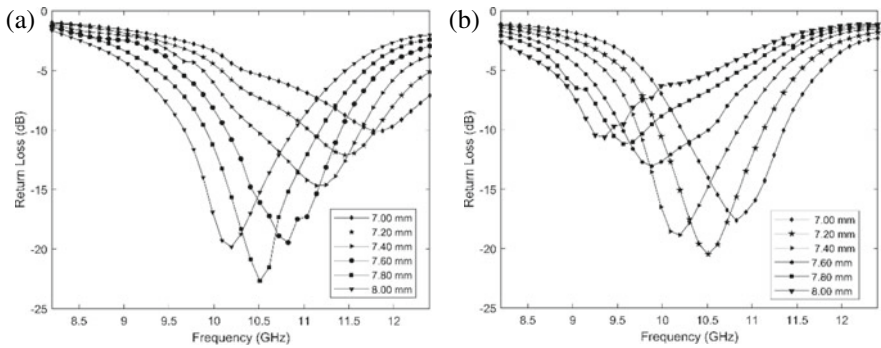 (a)
0
-5
-10
-15
-20
-25
Return Loss (dB)
8.5 9 9.5 10 10.5 11 11.5 12
Frequency (GHz)
7.00 mm
7.20 mm
7.40 mm
7.60 mm
7.80 mm
8.00 mm
(b)
0
-5
-10
-15
-20
-25
Return Loss (dB)
8.5 9 9.5 10 10.5 11 11.5 12
Frequency (GHz)
7.00 mm
7.20 mm
7.40 mm
7.60 mm
7.80 mm
8.00 mm